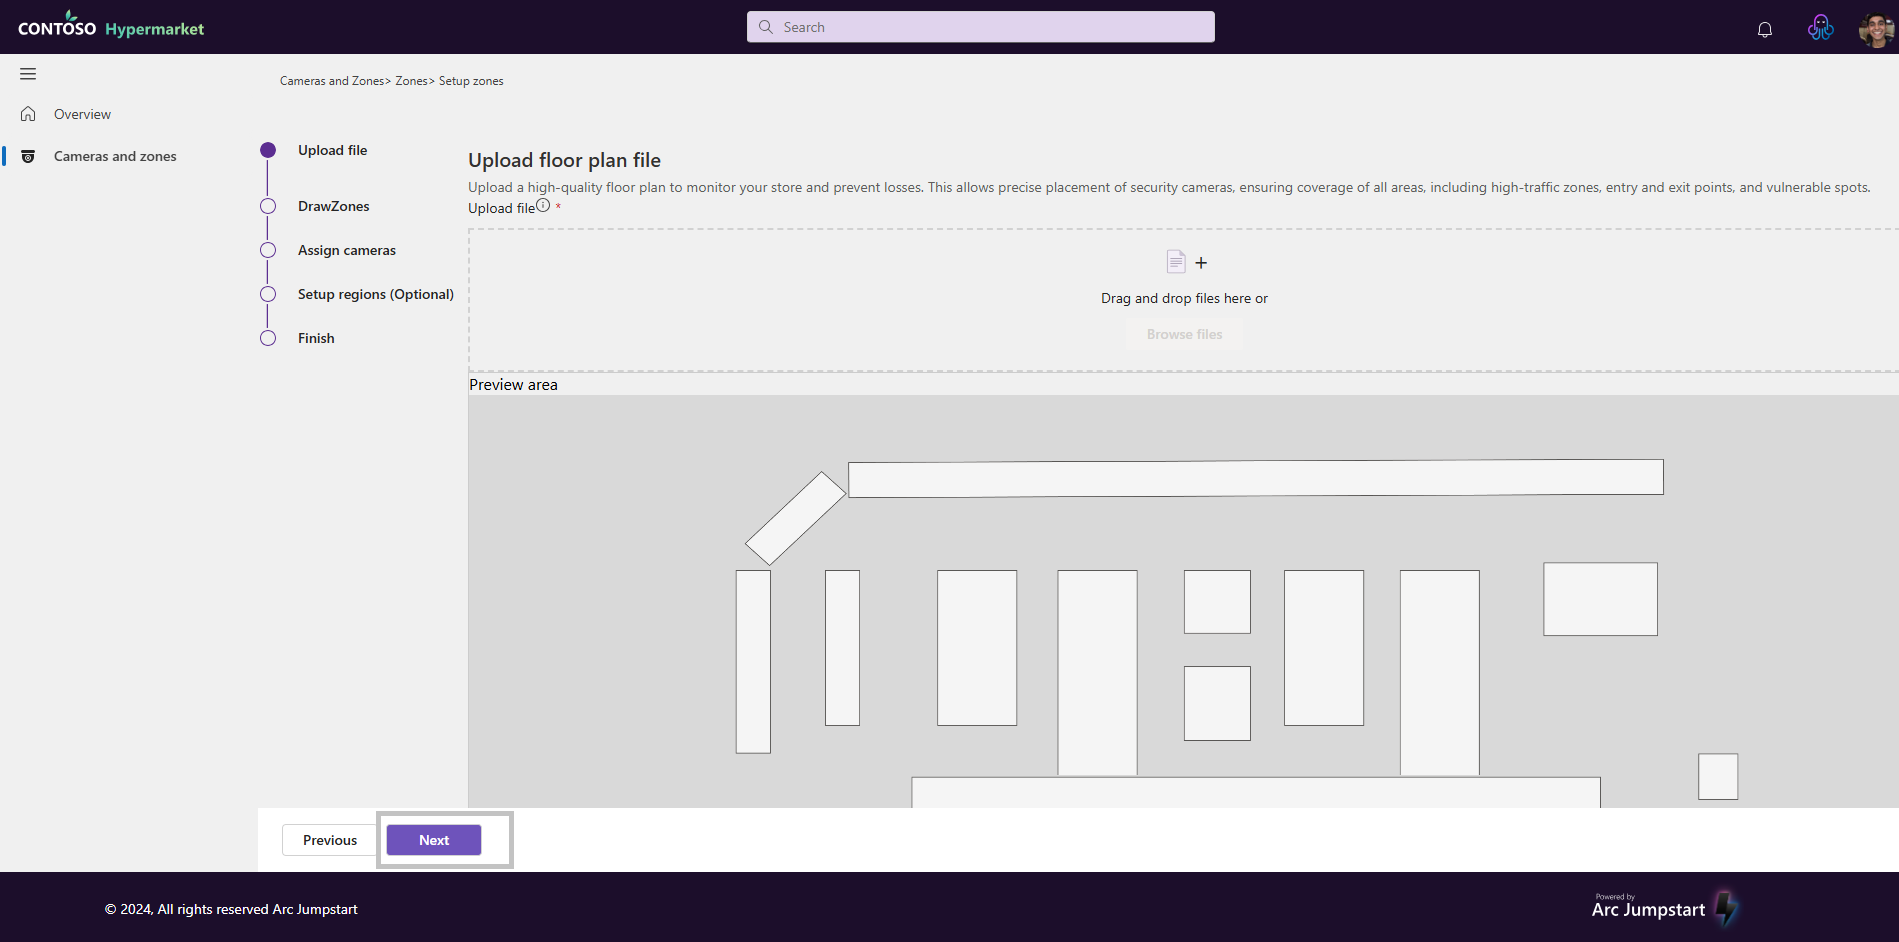 CONTOSO Hypermarket
Search
Cameras and Zones> Zones> Setup zones
Overview
Cameras and zones
Upload file
DrawZones
Assign cameras
Setup regions (Optional)
Finish
Upload floor plan file
Upload a high-quality floor plan to monitor your store and prevent losses. This allows precise placement of security cameras, ensuring coverage of all areas, including high-traffic zones, entry and exit points, and vulnerable spots.
Upload file *
Drag and drop files here or
Browse files
Preview area
Previous
Next
© 2024, All rights reserved Arc Jumpstart
Powered by
Arc Jumpstart